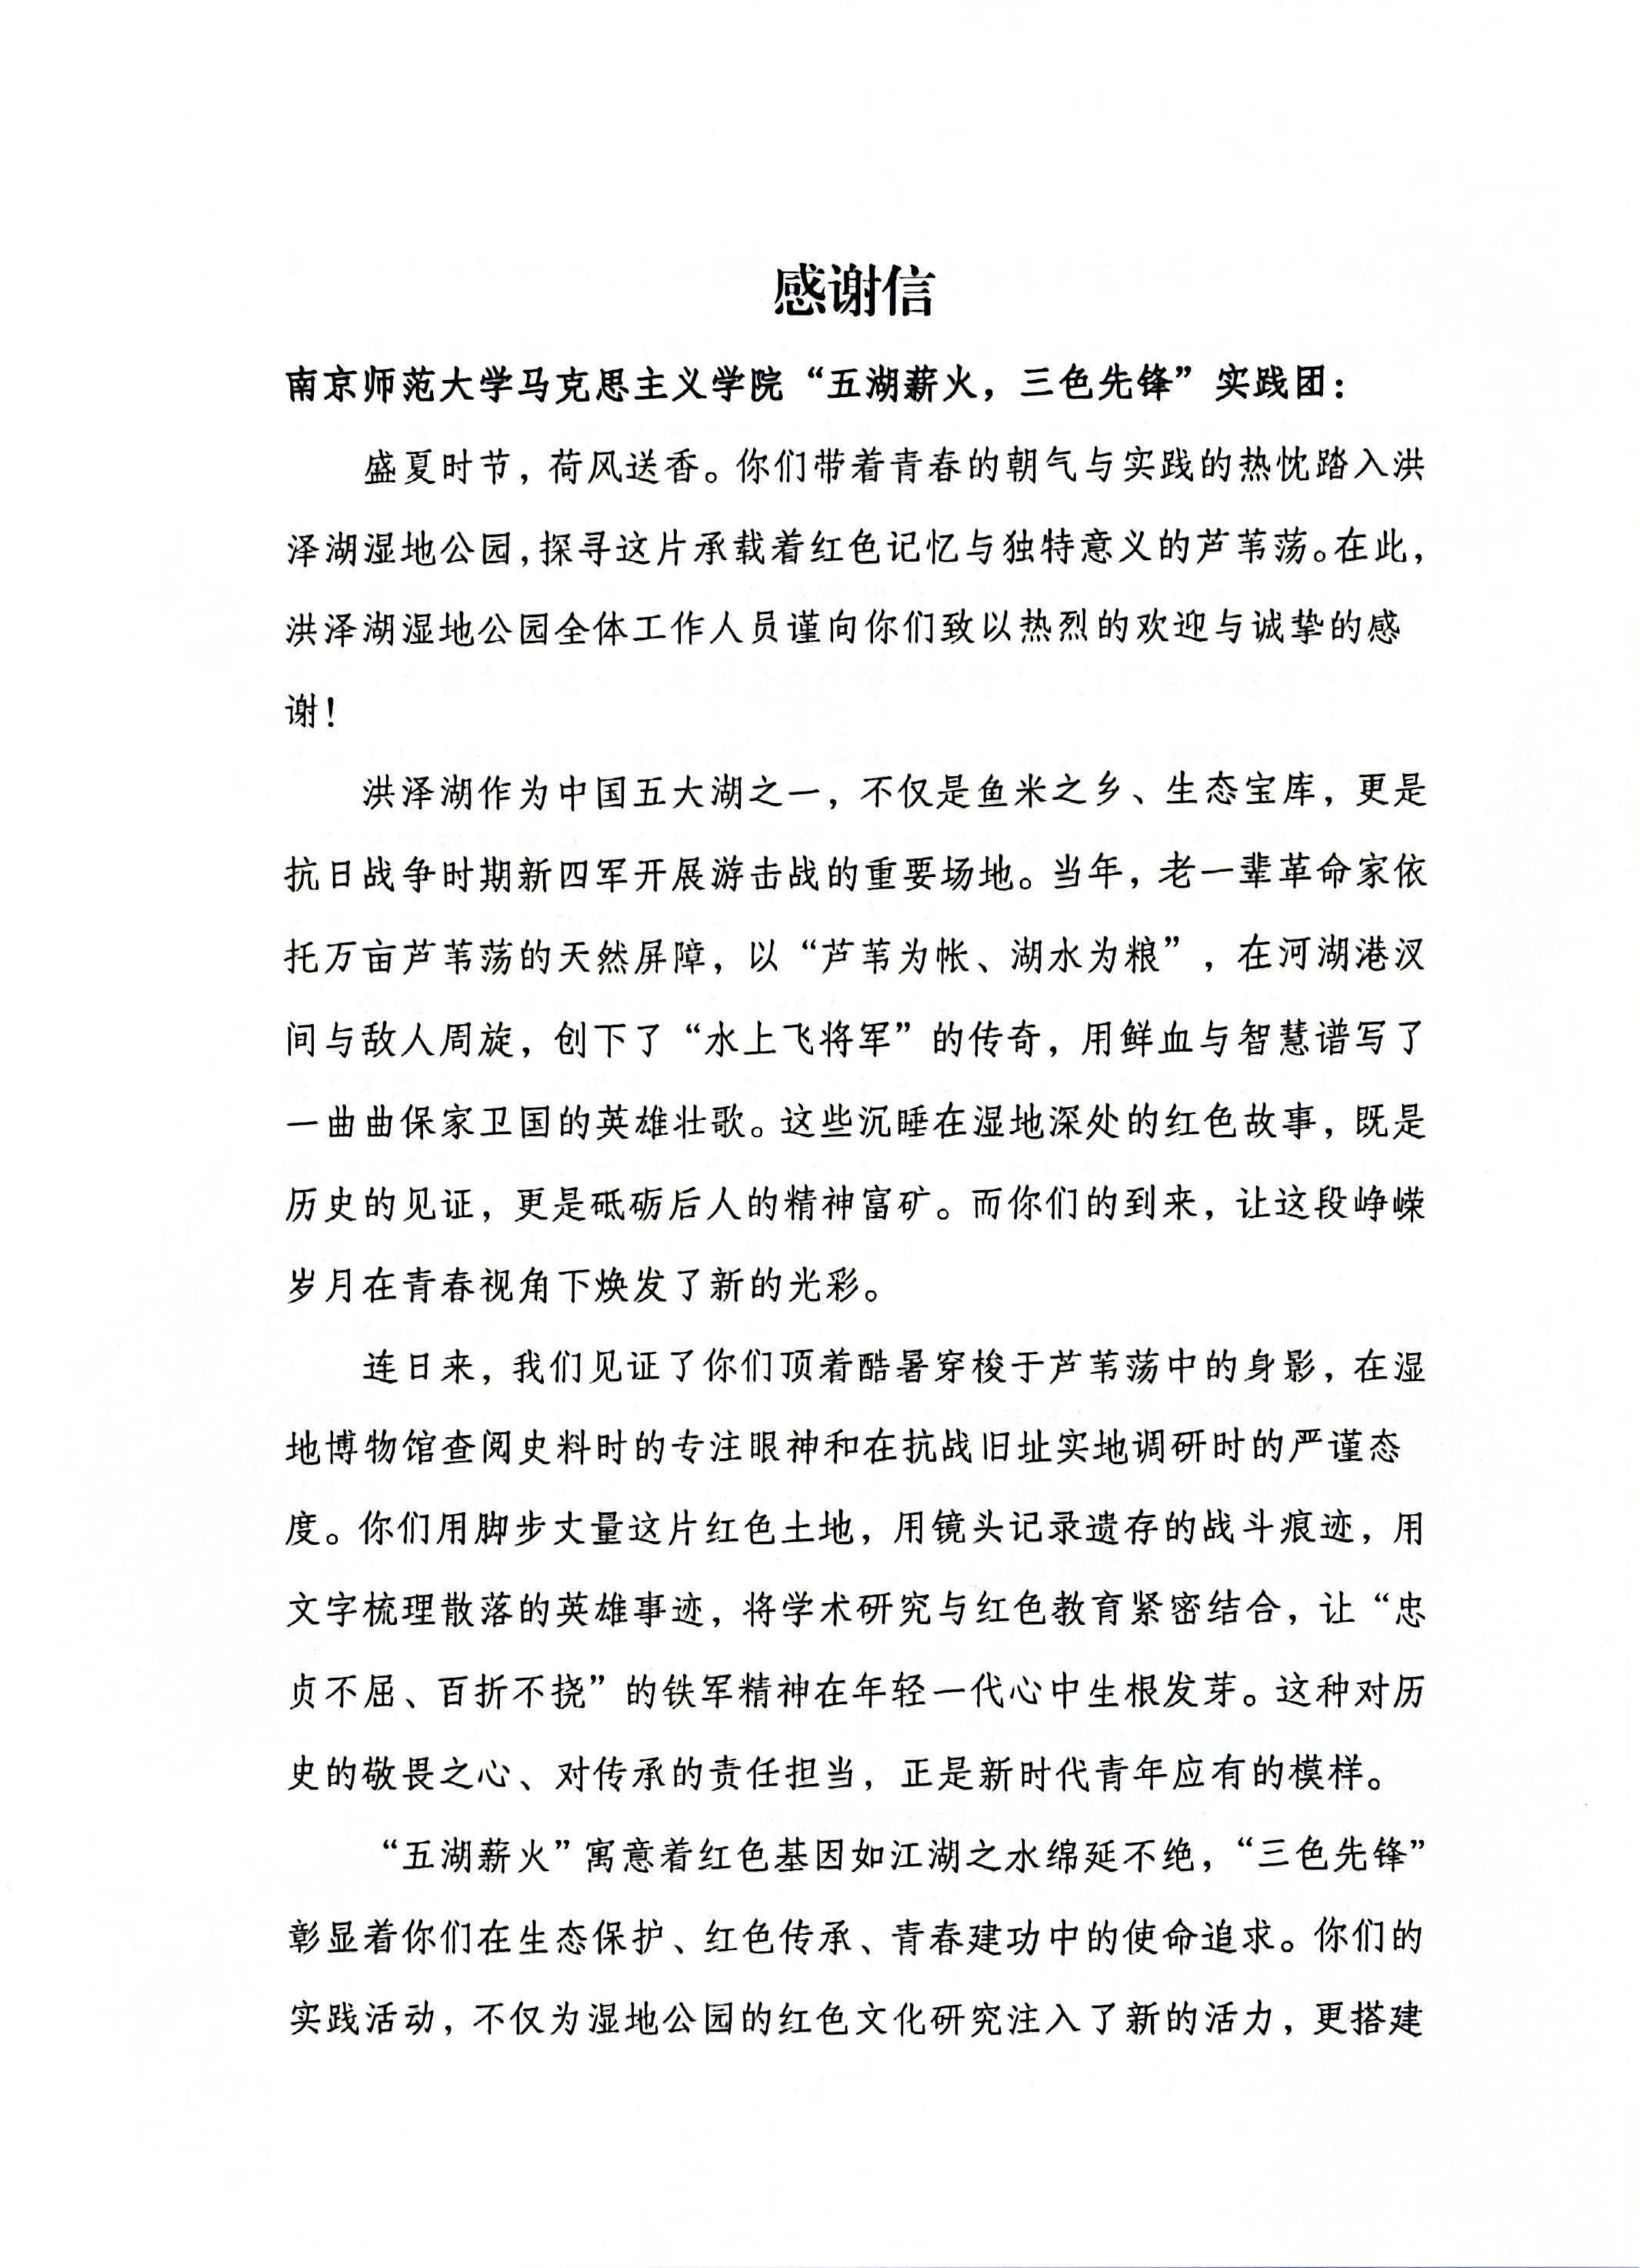 感谢信
南京师范大学马克思主义学院“五湖薪火，三色先锋”实践团：
盛夏时节，荷风送香。你们带着青春的朝气与实践的热忱踏入洪
泽湖湿地公园，探寻这片承载着红色记忆与独特意义的芦苇荡。在此，
洪泽湖湿地公园全体工作人员谨向你们致以热烈的欢迎与诚挚的感
谢！
洪泽湖作为中国五大湖之一，不仅是鱼米之乡、生态宝库，更是
抗日战争时期新四军开展游击战的重要场地。当年，老一辈革命家依
托万亩芦苇荡的天然屏障，以“芦苇为帐、湖水为粮”，在河湖港汊
间与敌人周旋，创下了“水上飞将军”的传奇，用鲜血与智慧谱写了
一曲曲保家卫国的英雄壮歌。这些沉睡在湿地深处的红色故事，既是
历史的见证，更是砥砺后人的精神富矿。而你们的到来，让这段峥嵘
岁月在青春视角下焕发了新的光彩。
连日来，我们见证了你们顶着酷暑穿梭于芦苇荡中的身影，在湿
地博物馆查阅史料时的专注眼神和在抗战旧址实地调研时的严谨态
度。你们用脚步丈量这片红色土地，用镜头记录遗存的战斗痕迹，用
文字梳理散落的英雄事迹，将学术研究与红色教育紧密结合，让“忠
贞不屈、百折不挠”的铁军精神在年轻一代心中生根发芽。这种对历
史的敬畏之心、对传承的责任担当，正是新时代青年应有的模样。
“五湖薪火”寓意着红色基因如江湖之水绵延不绝，“三色先锋”
彰显着你们在生态保护、红色传承、青春建功中的使命追求。你们的
实践活动，不仅为湿地公园的红色文化研究注入了新的活力，更搭建